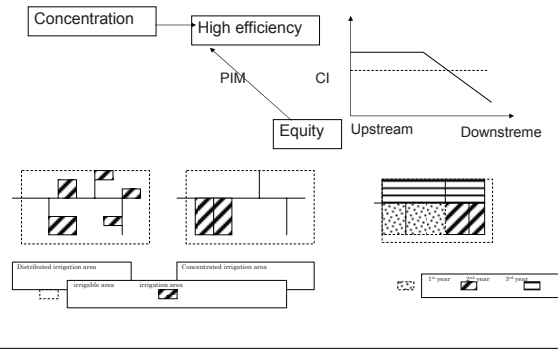 Concentration
High efficiency
PIM
CI
Equity
Upstream
Downstreme
Distributed irrigation area
Concentrated irrigation area
irrigable area
irrigation area
1st year
2nd year
3rd year